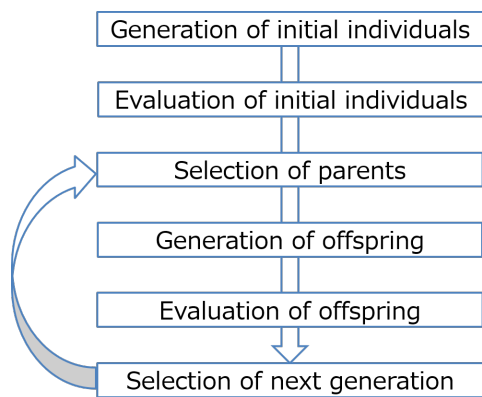 Generation of initial individuals
Evaluation of initial individuals
Selection of parents
Generation of offspring
Evaluation of offspring
Selection of next generation